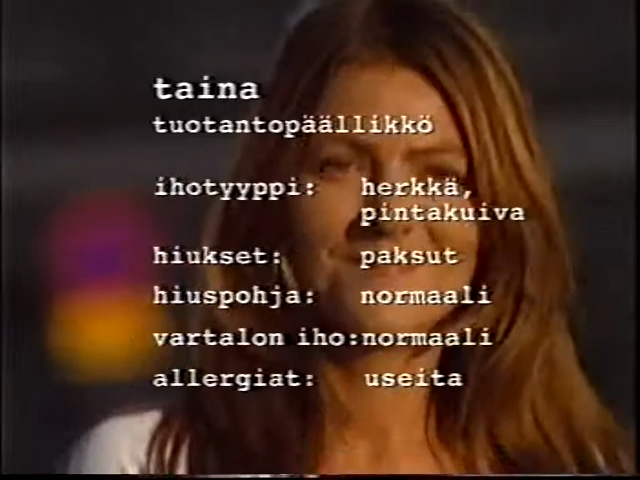 taina
tuotantopäällikkö
ihotyyppi: herkkä,
pintakuiva
hiukset: paksut
hiuspohja: normaali
vartalon iho: normaali
allergiat: useita